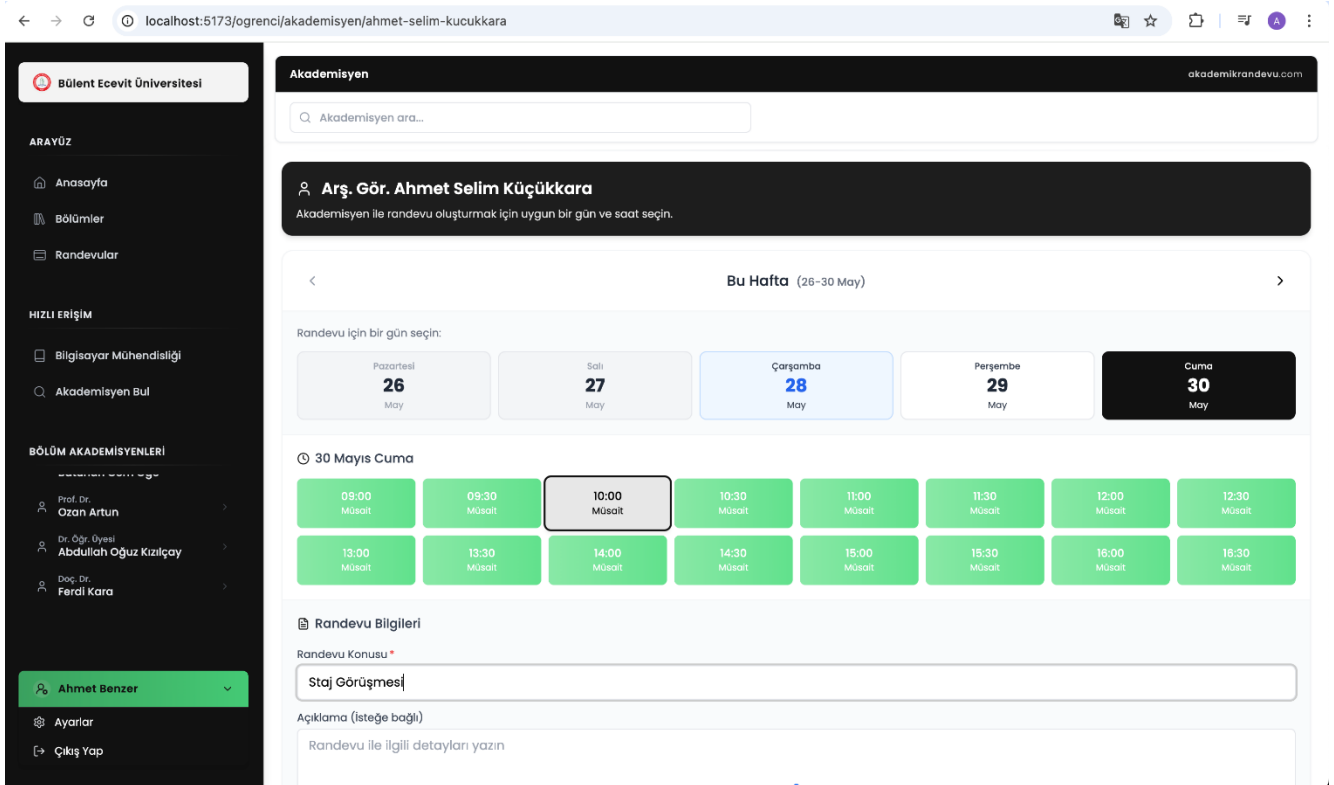 localhost:5173/ogrenci/akademisyen/ahmet-selim-kucukkara
A
Bülent Ecevit Üniversitesi
ARAYÜZ
Anasayfa
Bölümler
Randevular
HIZLI ERİŞİM
Bilgisayar Mühendisliği
Akademisyen Bul
BÖLÜM AKADEMİSYENLERİ
Prof. Dr.
Ozan Artun
Dr. Öğr. Üyesi
Abdullah Oğuz Kızılçay
Doç. Dr.
Ferdi Kara
Ahmet Benzer
Ayarlar
Çıkış Yap
Akademisyen
akademikrandevu.com
Akademisyen ara...
Arş. Gör. Ahmet Selim Küçükkara
Akademisyen ile randevu oluşturmak için uygun bir gün ve saat seçin.
Bu Hafta (26-30 May)
Randevu için bir gün seçin:
Pazartesi Salı Çarşamba Perşembe Cuma
26 27 28 29 30
May May May May May
30 Mayıs Cuma
09:00 09:30 10:00 10:30 11:00 11:30 12:00 12:30
Müsait Müsait Müsait Müsait Müsait Müsait Müsait Müsait
13:00 13:30 14:00 14:30 15:00 15:30 16:00 16:30
Müsait Müsait Müsait Müsait Müsait Müsait Müsait Müsait
Randevu Bilgileri
Randevu Konusu *
Staj Görüşmesi
Açıklama (İsteğe bağlı)
Randevu ile ilgili detayları yazın